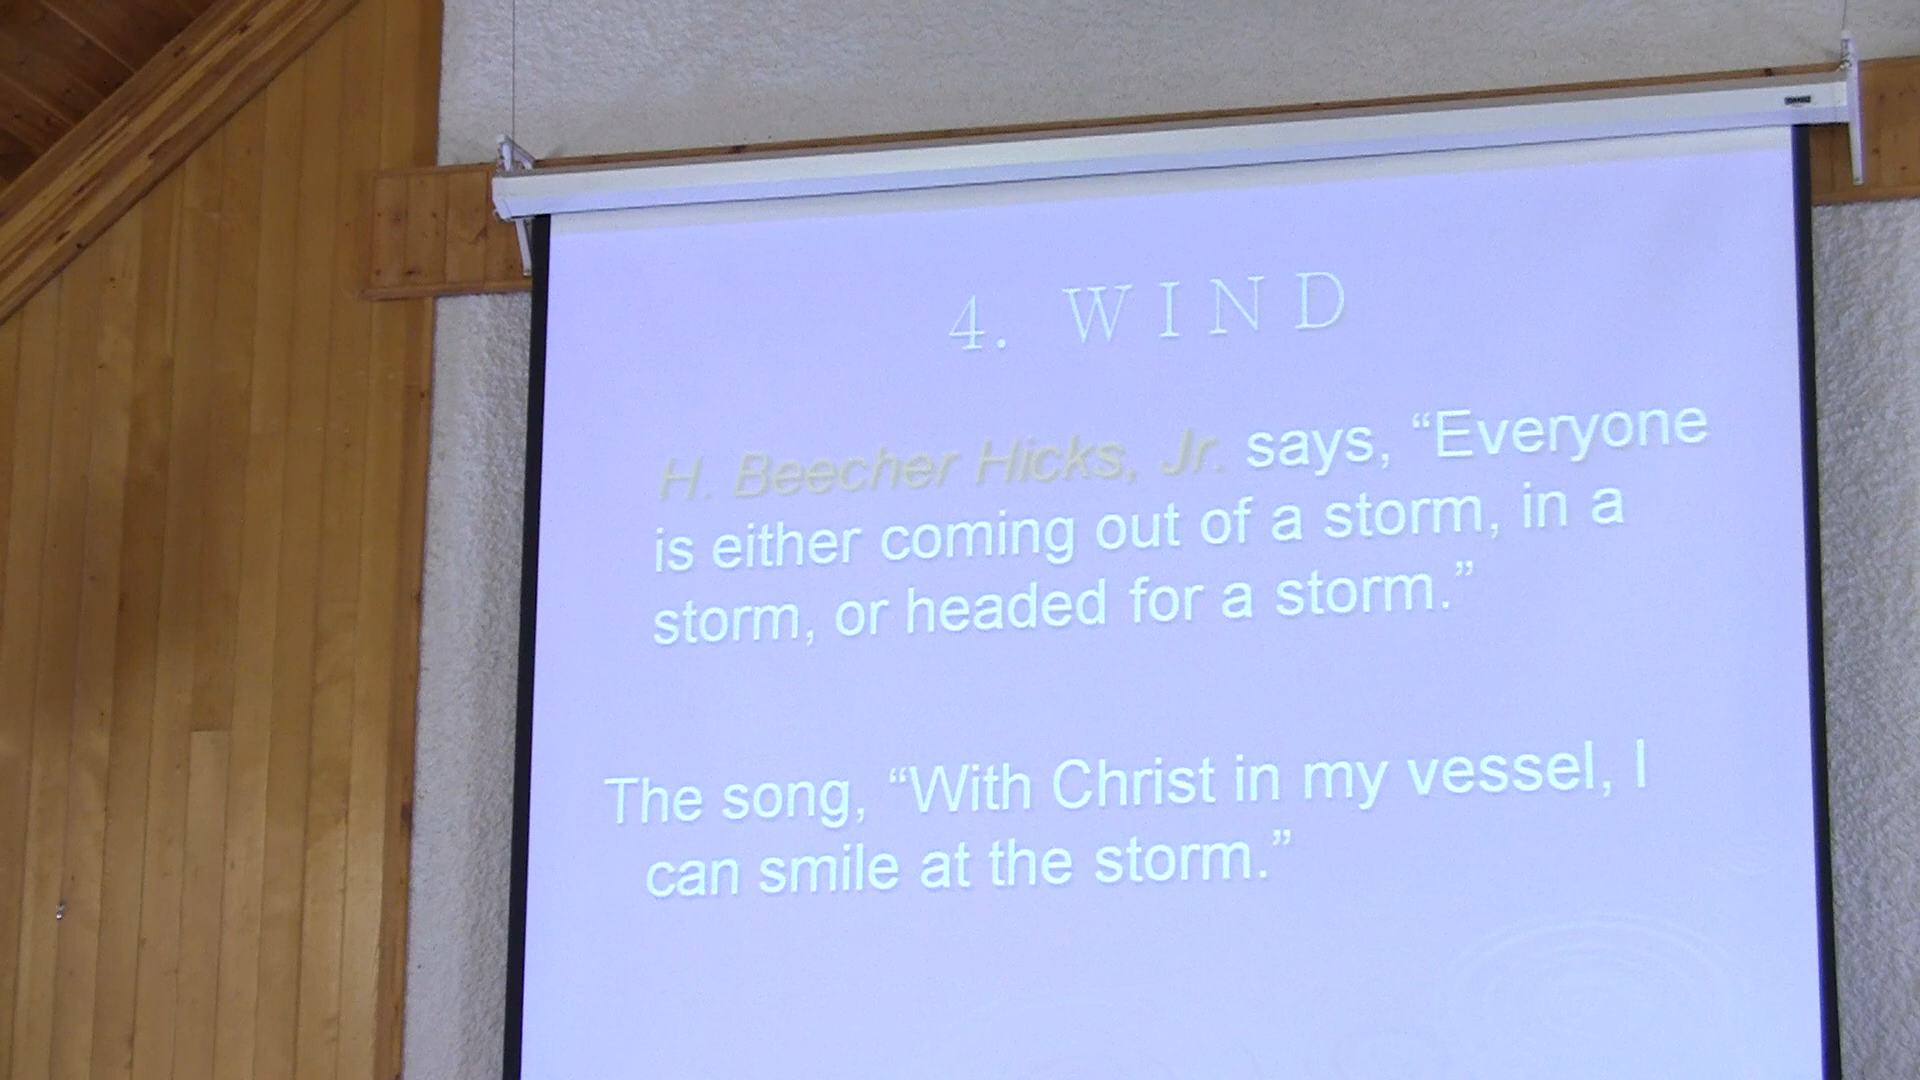 4. WIND
H. Beecher Hicks, Jr. says, “Everyone
is either coming out of a storm, in a
storm, or headed for a storm.”
The song, “With Christ in my vessel, I
can smile at the storm.”